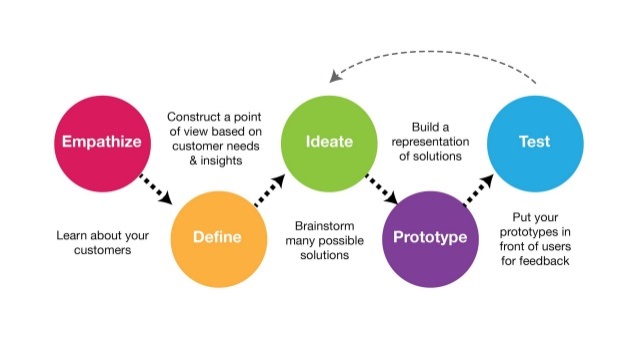 Empathize
Learn about your
customers
Construct a point
of view based on
customer needs
& insights
Define
Ideate
Brainstorm
many possible
solutions
Build a
representation
of solutions
Prototype
Test
Put your
prototypes in
front of users
for feedback